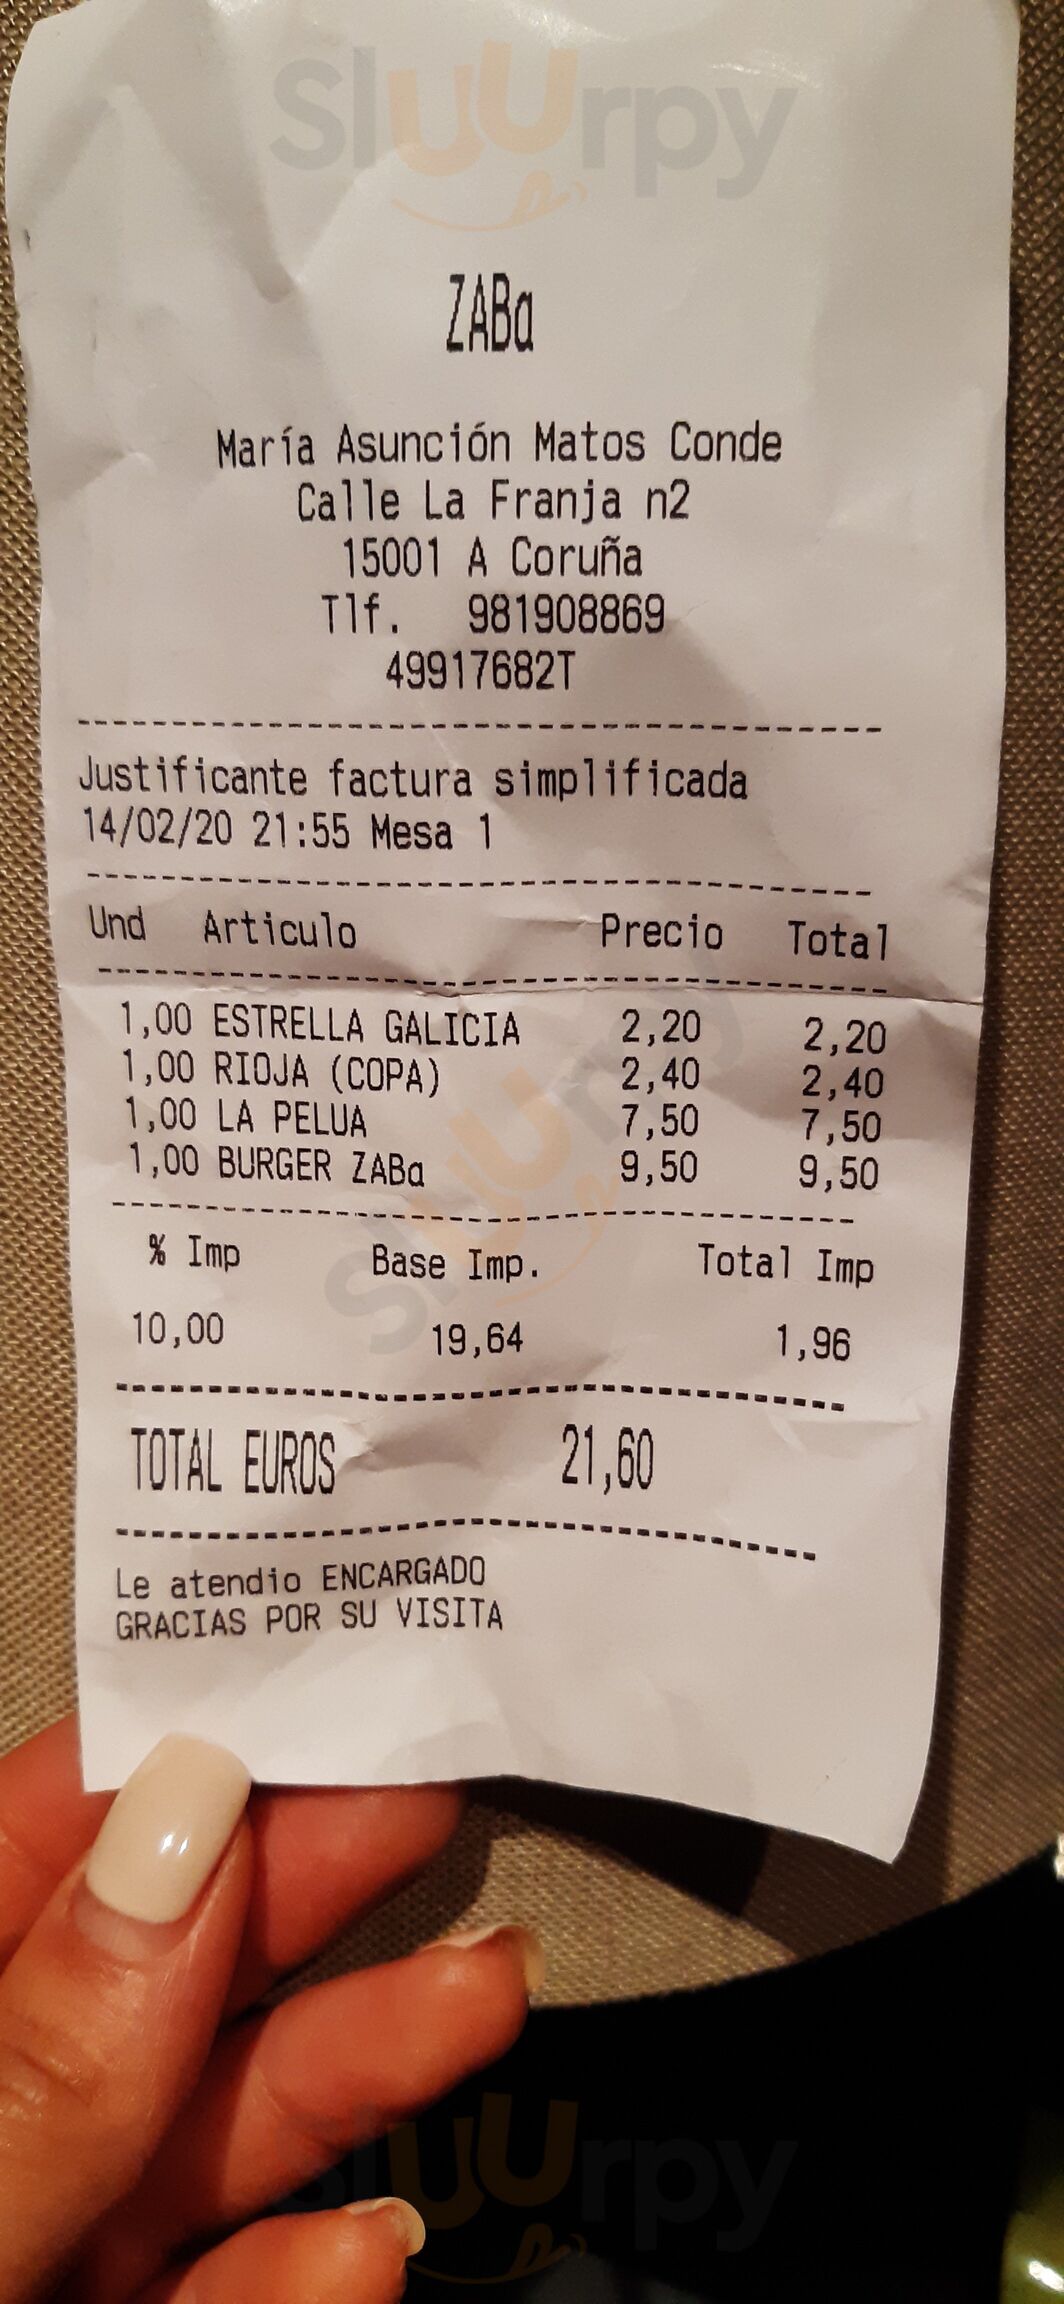 Sluurpy
ZABa
María Asunción Matos Conde
Calle La Franja n2
15001 A Coruña
Tlf. 981908869
49917682T
Justificante factura simplificada
14/02/20 21:55 Mesa 1
Und Articulo Precio Total
1,00 ESTRELLA GALICIA 2,20 2,20
1,00 RIOJA (COPA) 2,40 2,40
1,00 LA PELUA 7,50 7,50
1,00 BURGER ZABa 9,50 9,50
Sluurpy
% Imp Base Imp. Total Imp
10,00 19,64 1,96
TOTAL EUROS 21,60
Le atendio ENCARGADO
GRACIAS POR SU VISITA
Sluurpy